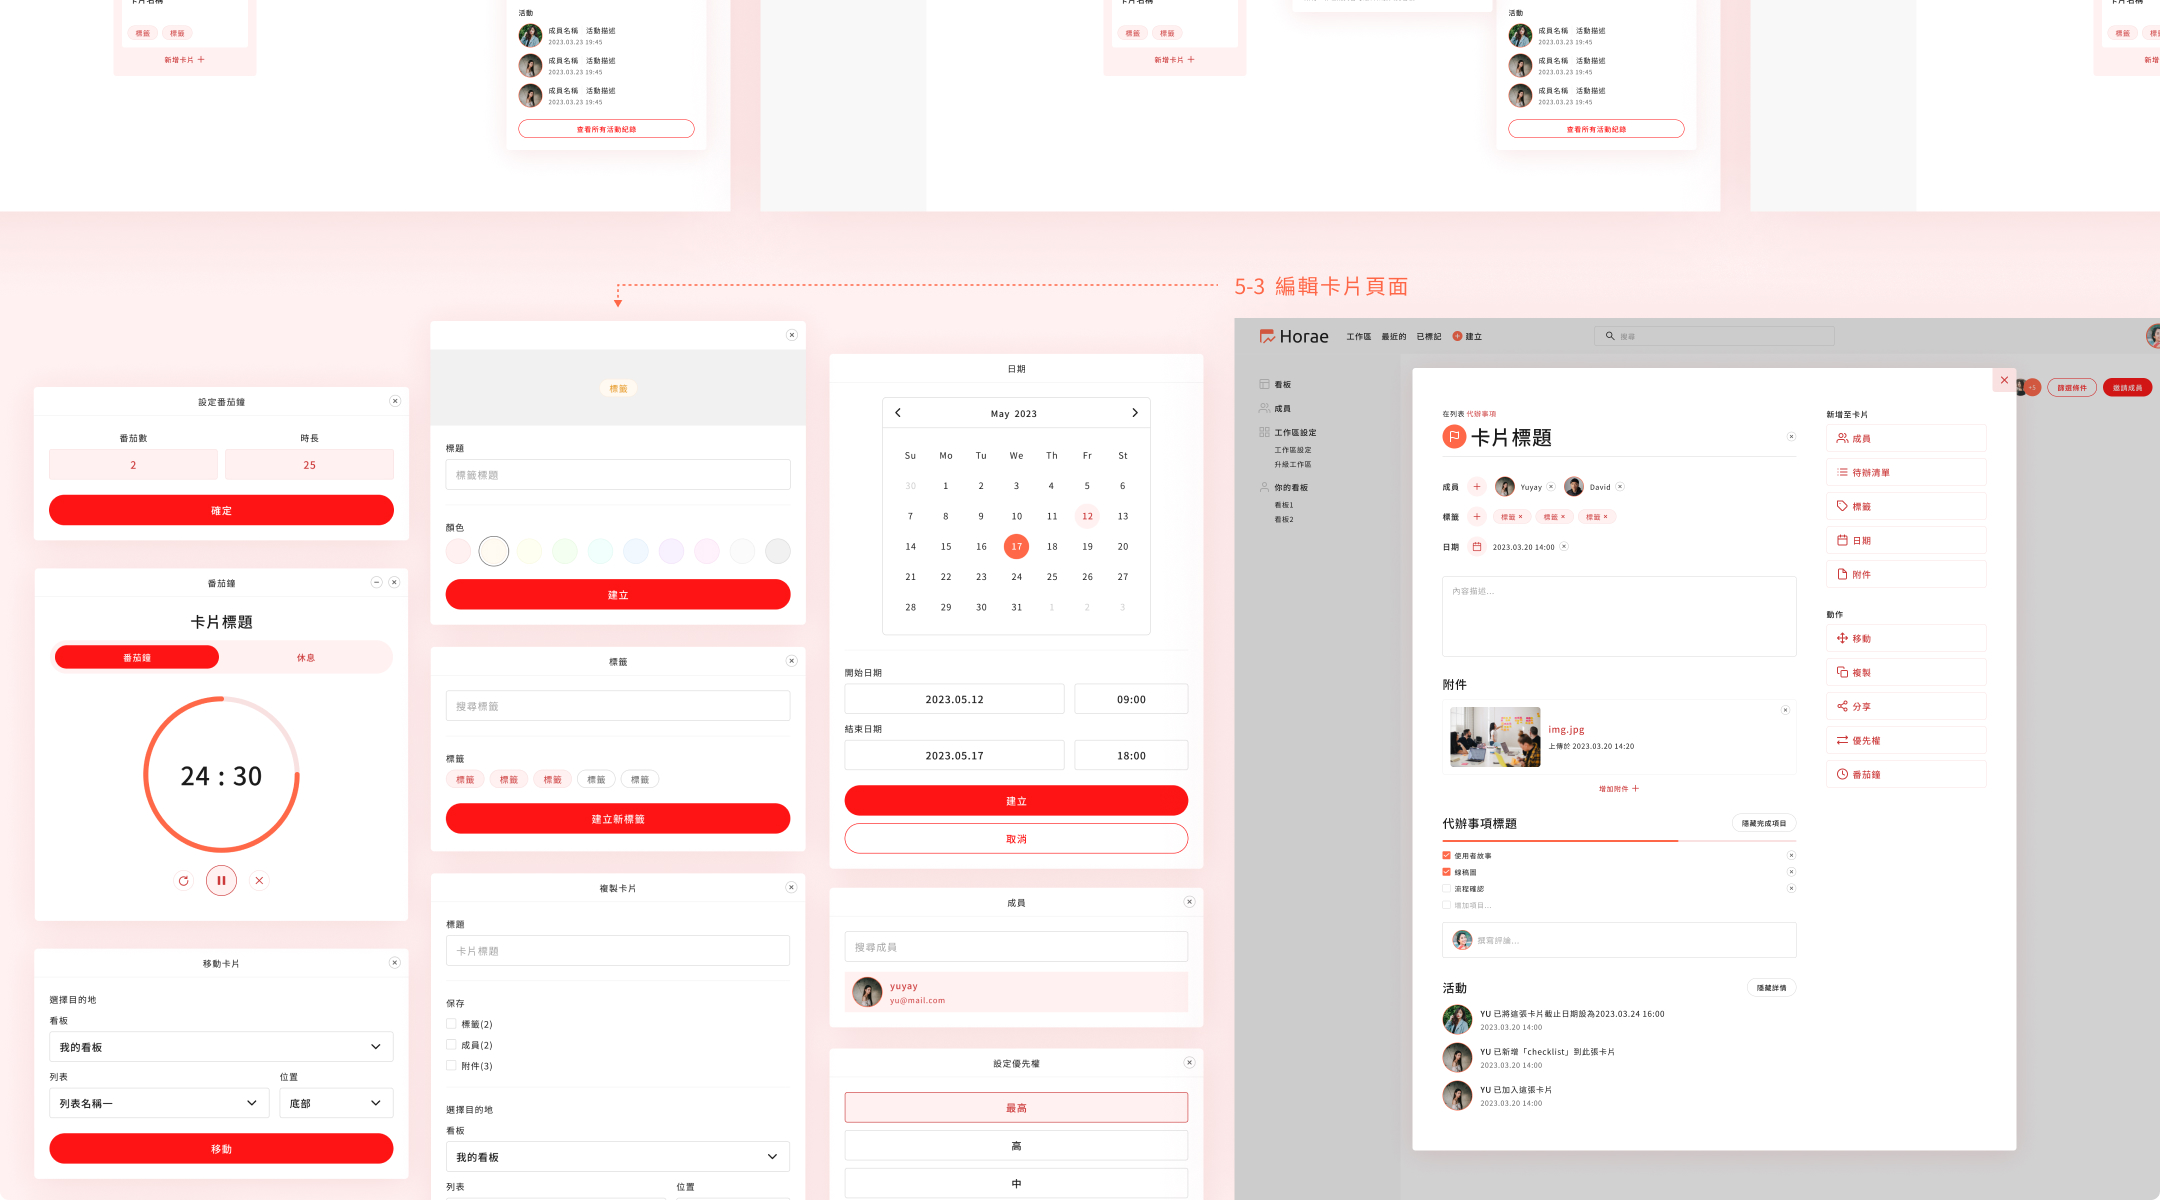 卡片名稱
標籤 標籤
新增卡片 +
活動
成員名稱 活動描述
2023.03.23 19:45
成員名稱 活動描述
2023.03.23 19:45
成員名稱 活動描述
2023.03.23 19:45
查看所有活動紀錄
卡片名稱
標籤 標籤
新增卡片 +
活動
成員名稱 活動描述
2023.03.23 19:45
成員名稱 活動描述
2023.03.23 19:45
成員名稱 活動描述
2023.03.23 19:45
查看所有活動紀錄
標籤
5-3 編輯卡片頁面
設定番茄鐘
番茄數 時長
2 25
確定
番茄鐘
卡片標題
番茄鐘 休息
24 : 30
移動卡片
選擇目的地
看板
我的看板
列表 位置
列表名稱一 底部
移動
標籤
標題
標籤標題
顏色
建立
標籤
搜尋標籤
標籤
標籤 標籤 標籤 標籤 標籤
建立新標籤
複製卡片
標題
卡片標題
保存
標籤(2)
成員(2)
附件(3)
選擇目的地
看板
我的看板
列表 位置
日期
May 2023
Su Mo Tu We Th Fr St
30 1 2 3 4 5 6
7 8 9 10 11 12 13
14 15 16 17 18 19 20
21 22 23 24 25 26 27
28 29 30 31 1 2 3
開始日期
2023.05.12 09:00
結束日期
2023.05.17 18:00
建立
取消
成員
搜尋成員
yuyay
yu@mail.com
設定優先權
最高
高
中
Horae 工作區 最近的 已標記 建立 搜尋
看板
成員
工作區設定
工作區設定
升級工作區
你的看板
看板1
看板2
+3 篩選條件 邀請成員
在列表 代辦事項
卡片標題
成員 + Yuyay David
標籤 + 標籤 × 標籤 × 標籤 ×
日期 2023.03.20 14:00
內容描述...
附件
img.jpg
上傳於 2023.03.20 14:20
增加附件 +
代辦事項標題 隱藏完成項目
使用者故事
線稿圖
流程確認
增加項目...
撰寫評論...
活動 隱藏詳情
YU 已將這張卡片截止日期設為2023.03.24 16:00
2023.03.20 14:00
YU 已新增「checklist」到此張卡片
2023.03.20 14:00
YU 已加入這張卡片
2023.03.20 14:00
新增至卡片
成員
待辦清單
標籤
日期
附件
動作
移動
複製
分享
優先權
番茄鐘